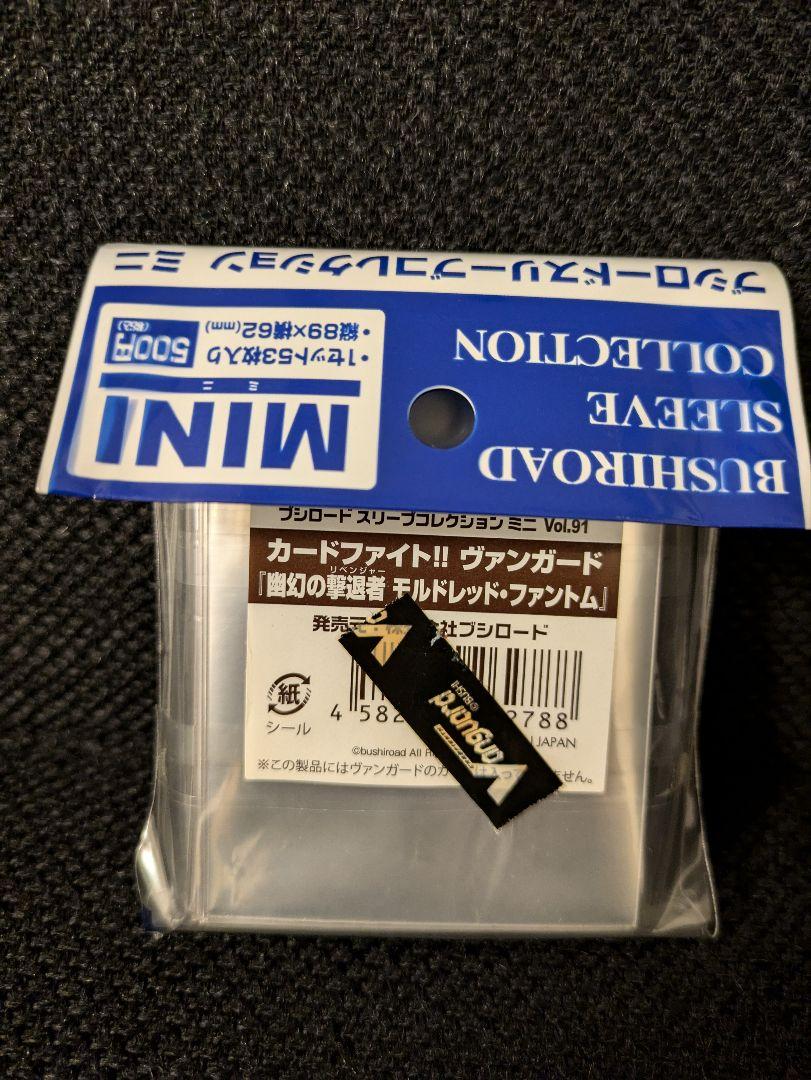 ブシロードスリーブコレクション ミニ
BUSHIROAD
SLEEVE
COLLECTION
MINI
ミニ
・1セット53枚入り
・縦89×横62(mm)
500円
(税込)
ブシロード スリーブコレクション ミニ Vol.91
カードファイト!! ヴァンガード
リベンジャー
『幽幻の撃退者 モルドレッド・ファントム』
発売元 社ブシロード
紙
シール
4 582 2788
JAPAN
©bushiroad All
※この製品にはヴァンガードのカ は入っ せん。
Vanguard
©BUSHI